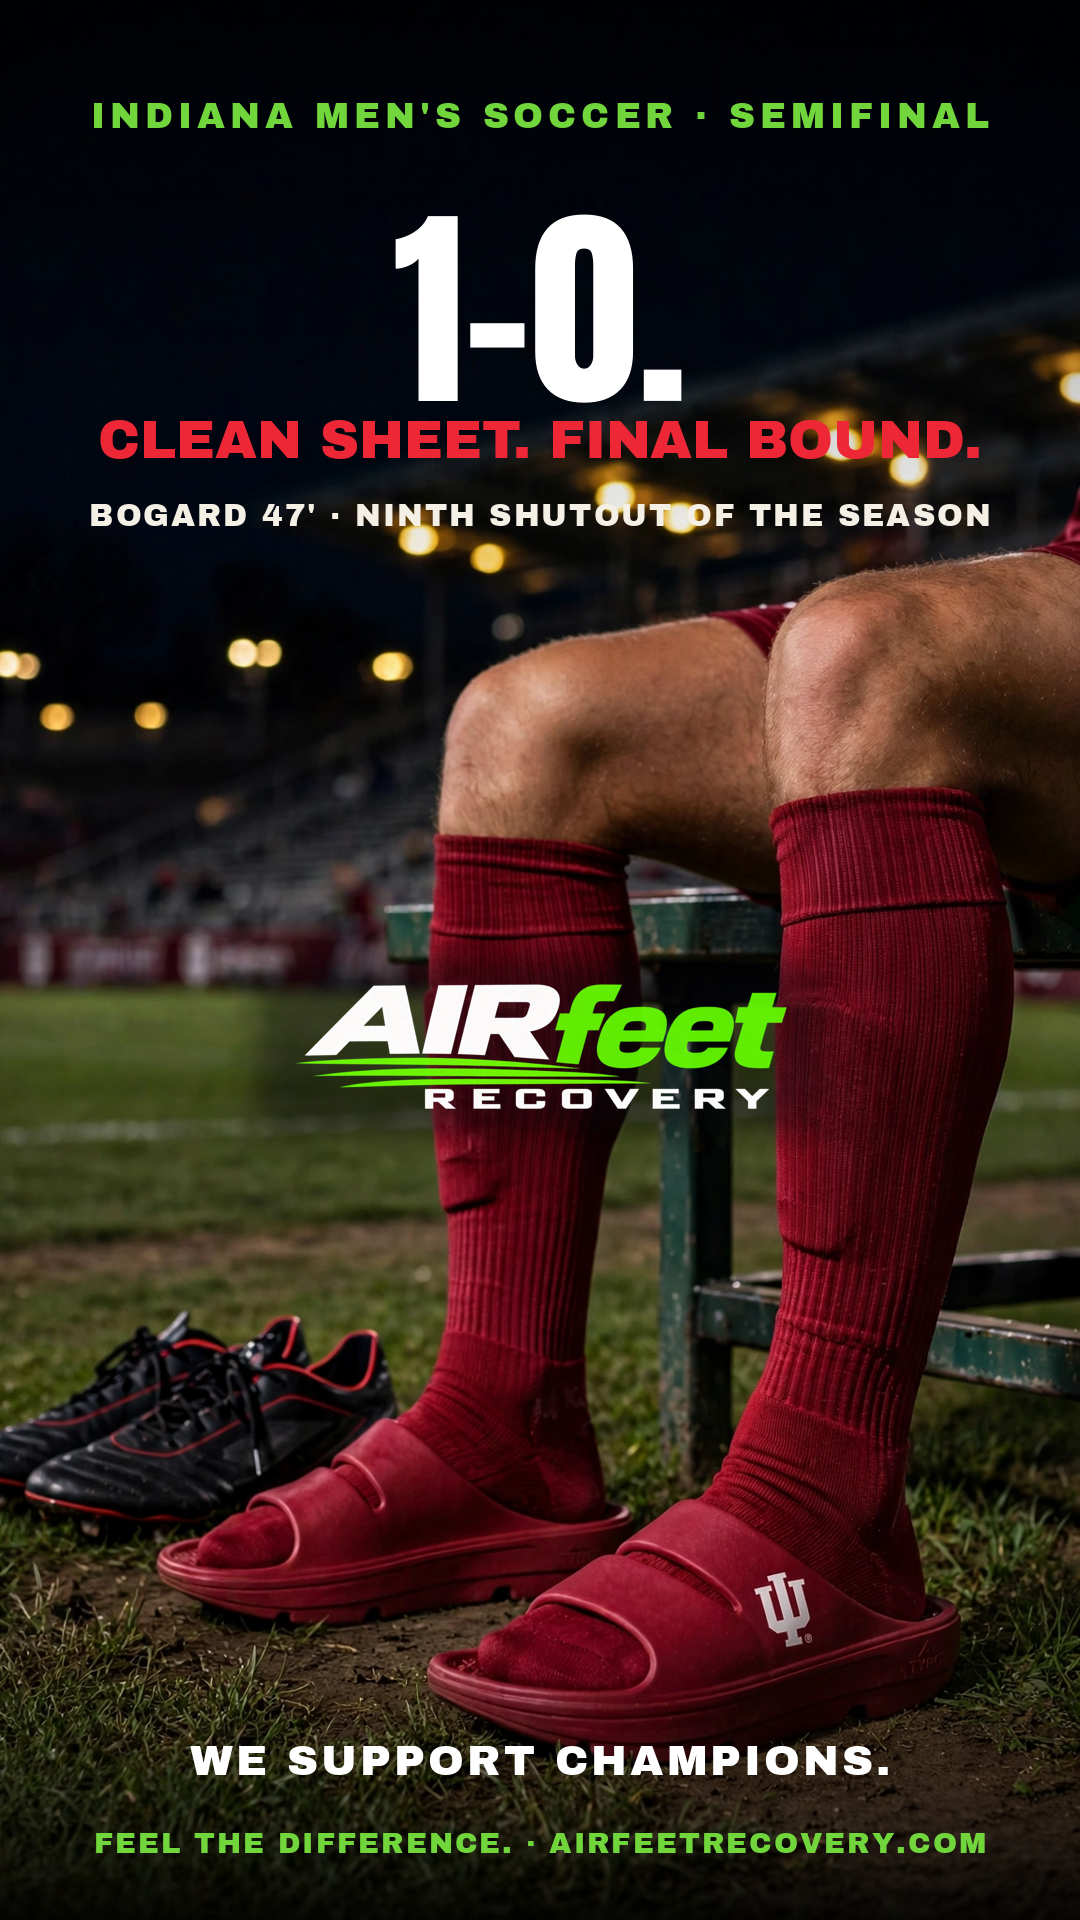 INDIANA MEN'S SOCCER · SEMIFINAL
1-0.
CLEAN SHEET. FINAL BOUND.
BOGARD 47' · NINTH SHUTOUT OF THE SEASON
AIRfeet
RECOVERY
WE SUPPORT CHAMPIONS.
FEEL THE DIFFERENCE. · AIRFEETRECOVERY.COM